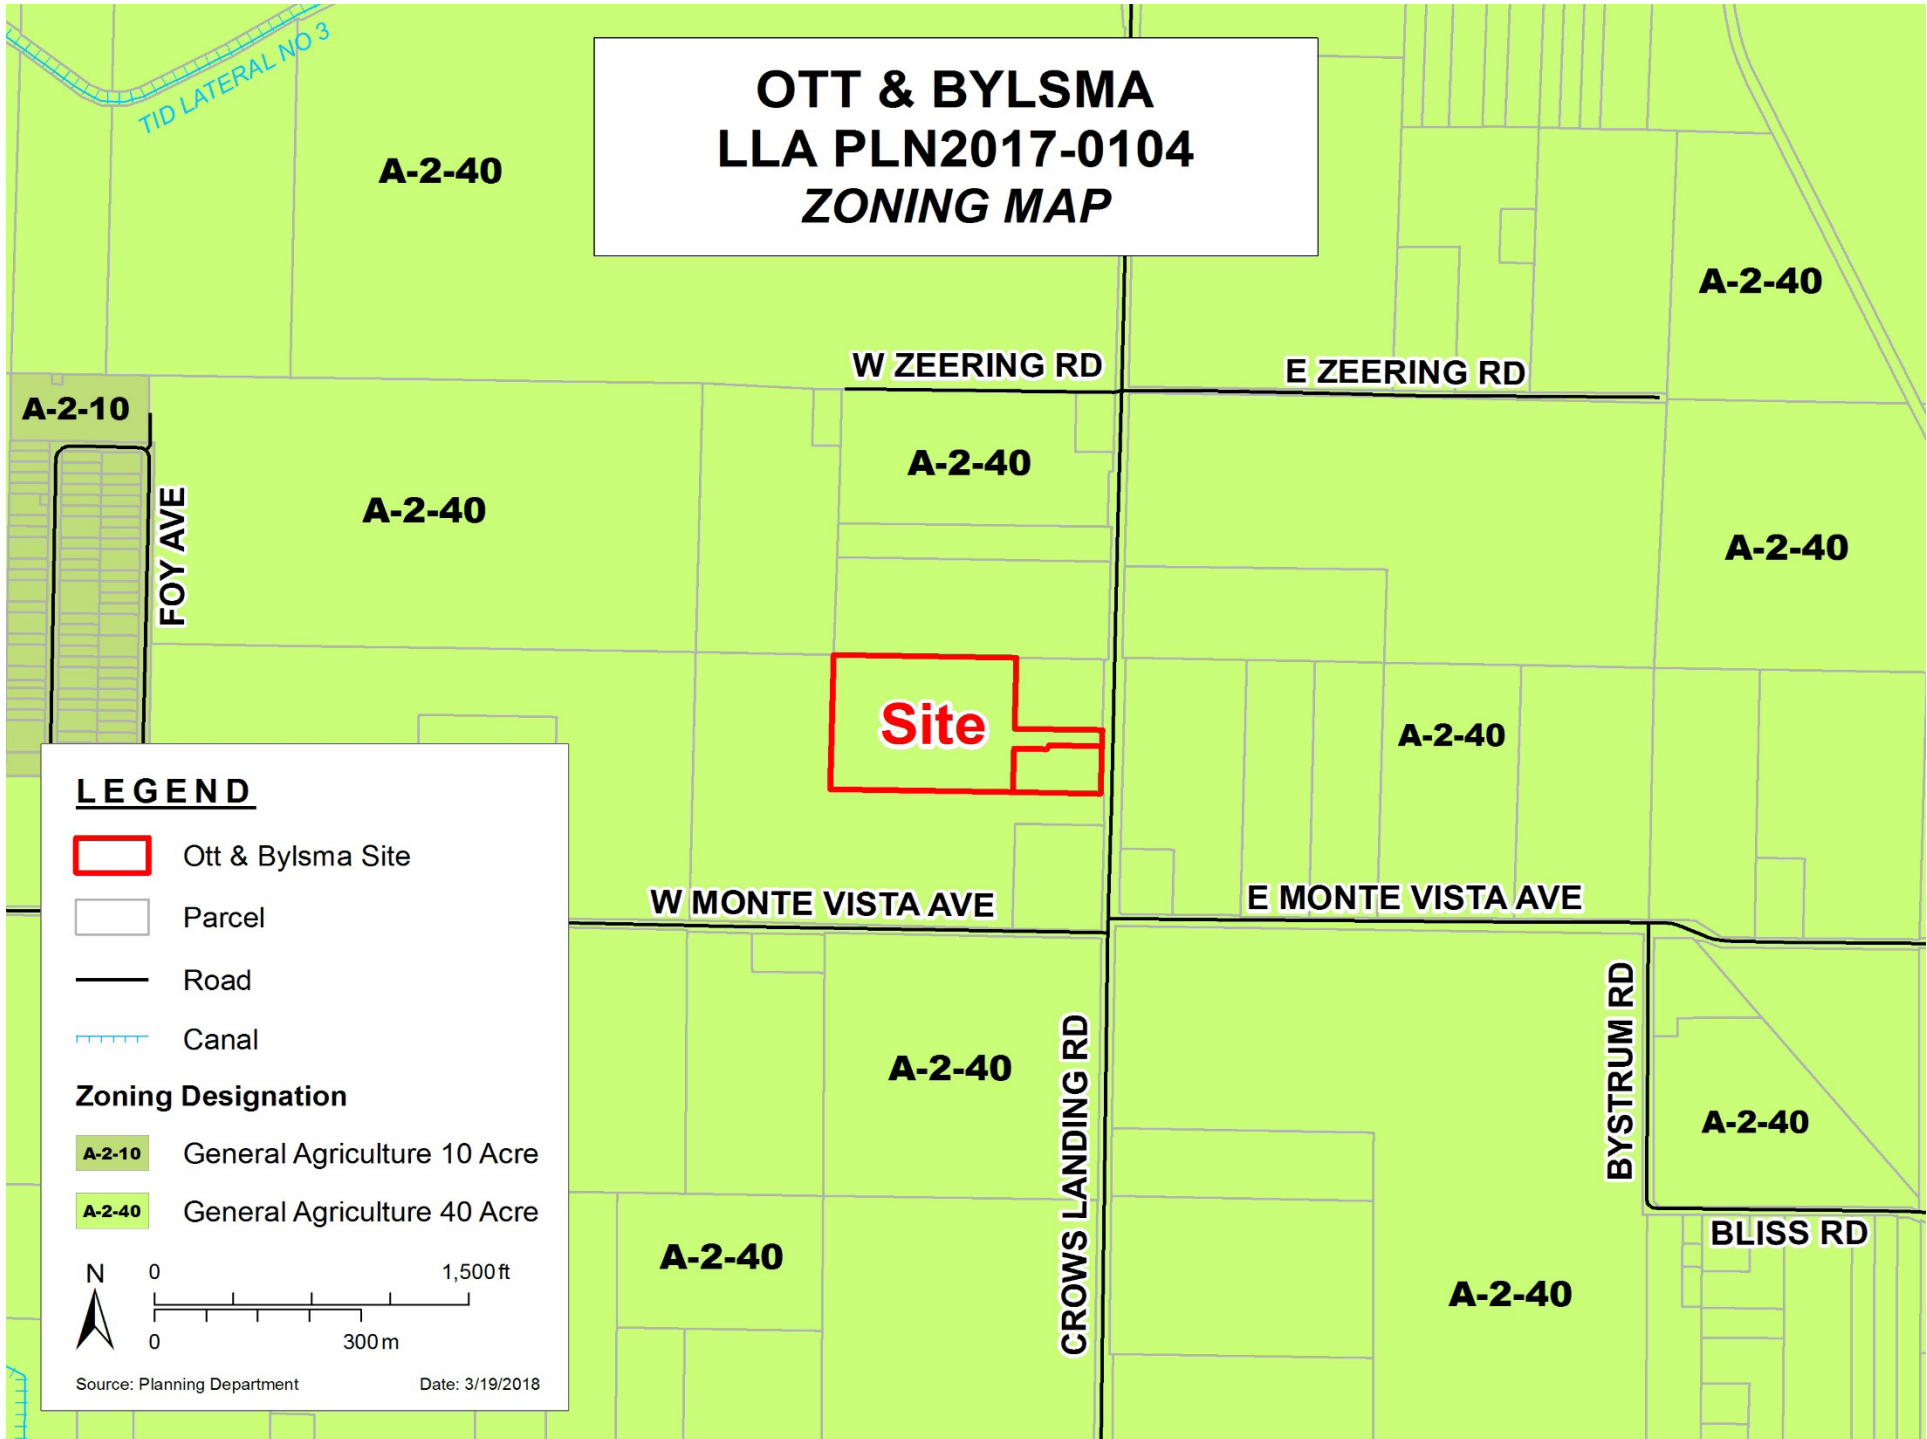 OTT & BYLSMA
LLA PLN2017-0104
ZONING MAP
TID LATERAL NO 3
A-2-40
A-2-40
W ZEERING RD
E ZEERING RD
A-2-10
A-2-40
A-2-40
A-2-40
FOY AVE
Site
A-2-40
W MONTE VISTA AVE
E MONTE VISTA AVE
CROWS LANDING RD
BYSTRUM RD
A-2-40
A-2-40
BLISS RD
A-2-40
A-2-40
LEGEND
Ott & Bylsma Site
Parcel
Road
Canal
Zoning Designation
A-2-10 General Agriculture 10 Acre
A-2-40 General Agriculture 40 Acre
N
0 1,500 ft
0 300 m
Source: Planning Department Date: 3/19/2018